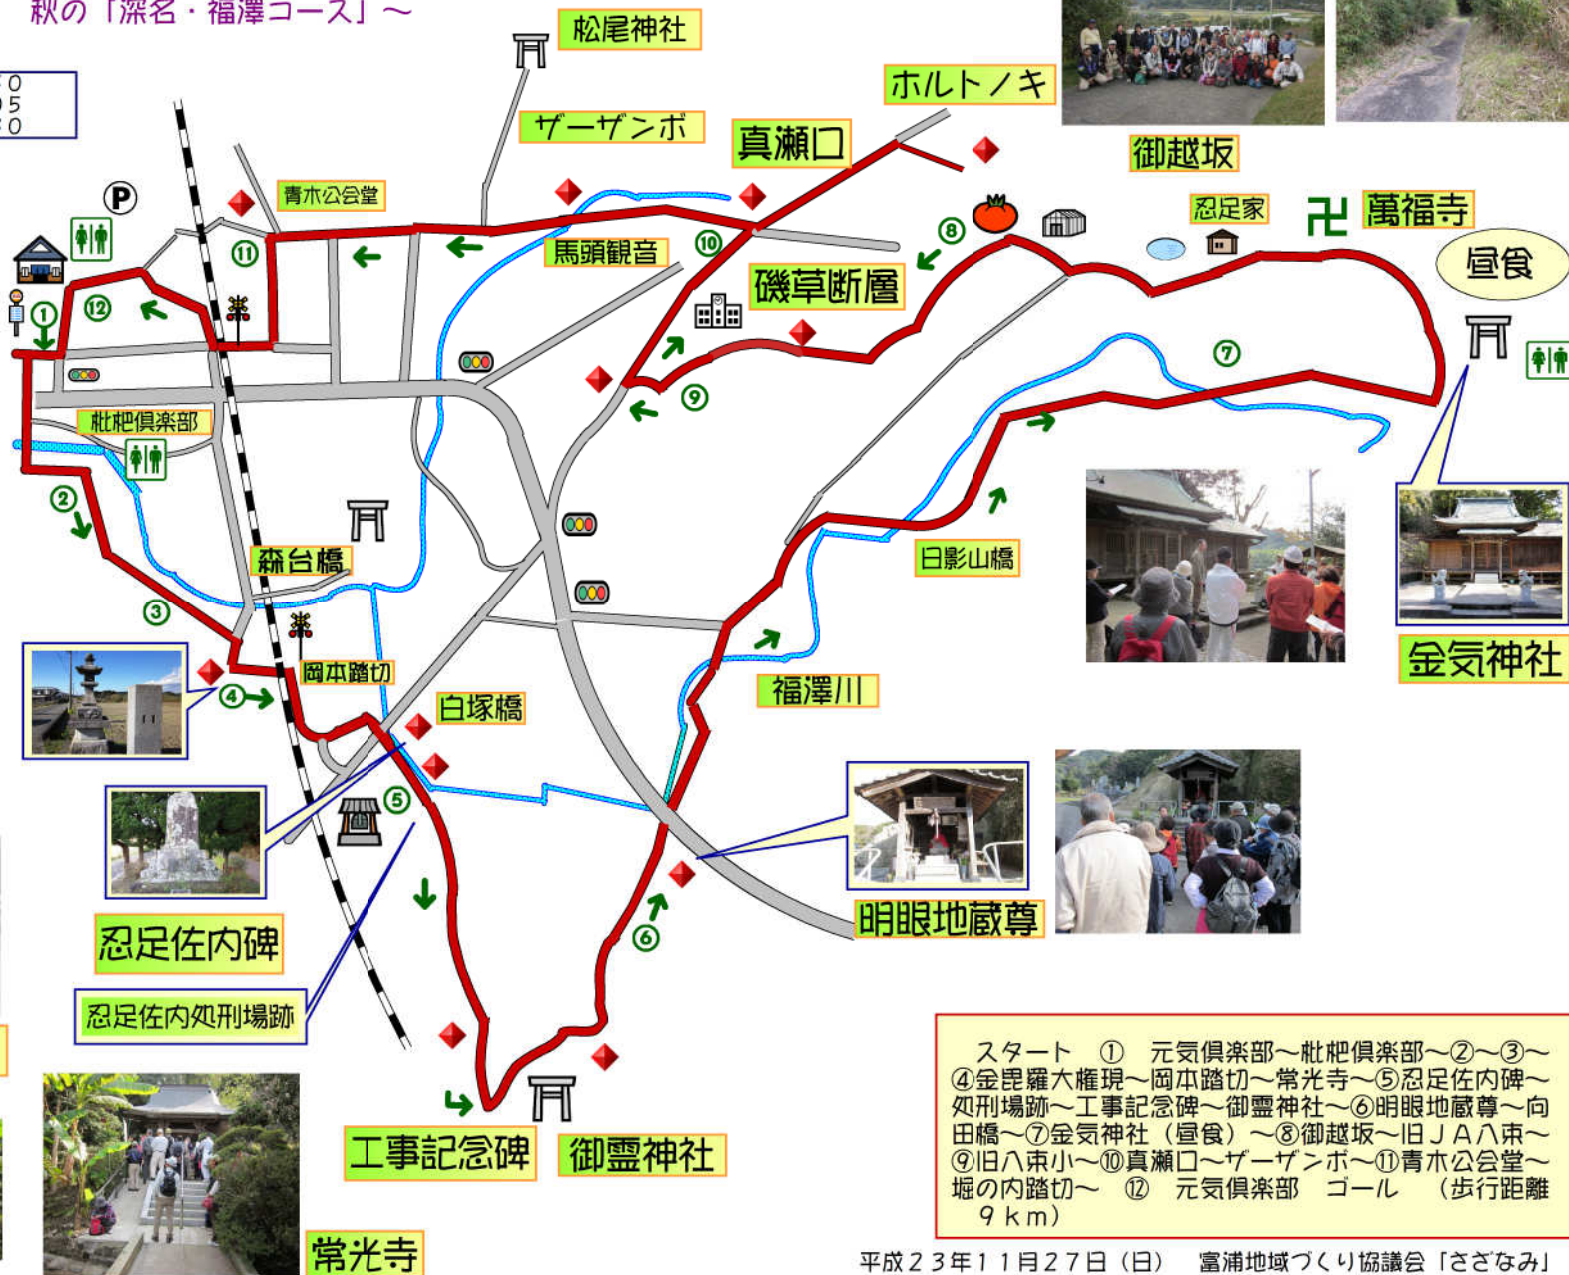 秋の「深名・福澤コース」～
0
05
0
松尾神社
ホルトノキ
ザーザンボ
真瀬口
御越坂
P
青木公会堂
忍足家
萬福寺
⑪
馬頭観音
⑩
⑧
昼食
磯草断層
①
⑫
⑦
⑨
枇杷倶楽部
②
森台橋
日影山橋
③
岡本踏切
金気神社
④
白塚橋
福澤川
⑤
忍足佐内碑
明眼地蔵尊
⑥
忍足佐内処刑場跡
工事記念碑
御霊神社
常光寺
スタート ① 元気倶楽部～枇杷倶楽部～②～③～
④金毘羅大権現～岡本踏切～常光寺～⑤忍足佐内碑～
処刑場跡～工事記念碑～御霊神社～⑥明眼地蔵尊～向
田橋～⑦金気神社（昼食）～⑧御越坂～旧ＪＡ八束～
⑨旧八束小～⑩真瀬口～ザーザンボ～⑪青木公会堂～
堀の内踏切～ ⑫ 元気倶楽部 ゴール （歩行距離
９ｋｍ）
平成２３年１１月２７日（日） 富浦地域づくり協議会「さざなみ」